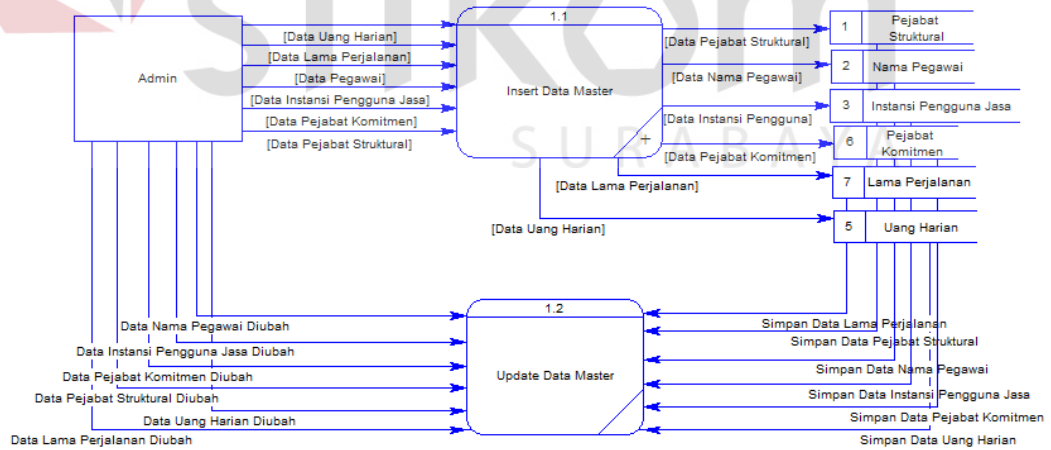 stikom
SURABAYA
Admin
[Data Uang Harian]
[Data Lama Perjalanan]
[Data Pegawai]
[Data Instansi Pengguna Jasa]
[Data Pejabat Komitmen]
[Data Pejabat Struktural]
1.1
Insert Data Master
+
[Data Pejabat Struktural]
[Data Nama Pegawai]
[Data Instansi Pengguna]
[Data Pejabat Komitmen]
[Data Lama Perjalanan]
[Data Uang Harian]
1
Pejabat
Struktural
2
Nama Pegawai
3
Instansi Pengguna Jasa
6
Pejabat
Komitmen
7
Lama Perjalanan
5
Uang Harian
1.2
Update Data Master
Data Nama Pegawai Diubah
Data Instansi Pengguna Jasa Diubah
Data Pejabat Komitmen Diubah
Data Pejabat Struktural Diubah
Data Uang Harian Diubah
Data Lama Perjalanan Diubah
Simpan Data Lama Perjalanan
Simpan Data Pejabat Struktural
Simpan Data Nama Pegawai
Simpan Data Instansi Pengguna Jasa
Simpan Data Pejabat Komitmen
Simpan Data Uang Harian